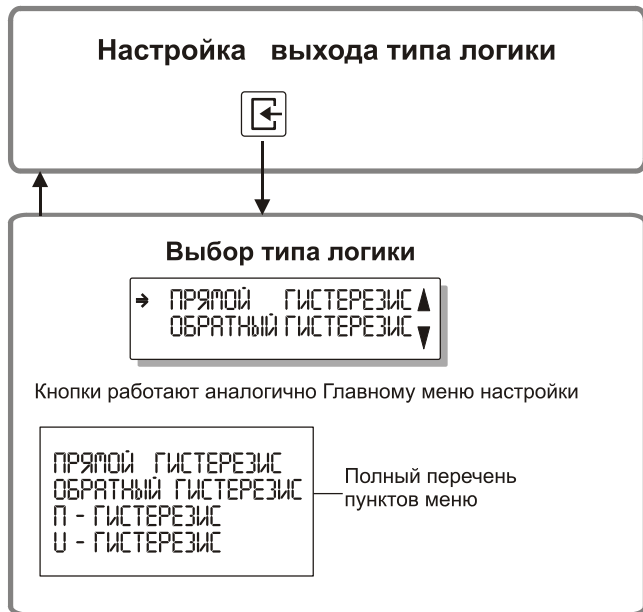 Настройка выхода типа логики
Выбор типа логики
ПРЯМОЙ ГИСТЕРЕЗИС
ОБРАТНЫЙ ГИСТЕРЕЗИС
Кнопки работают аналогично Главному меню настройки
ПРЯМОЙ ГИСТЕРЕЗИС
ОБРАТНЫЙ ГИСТЕРЕЗИС
П - ГИСТЕРЕЗИС
U - ГИСТЕРЕЗИС
Полный перечень
пунктов меню